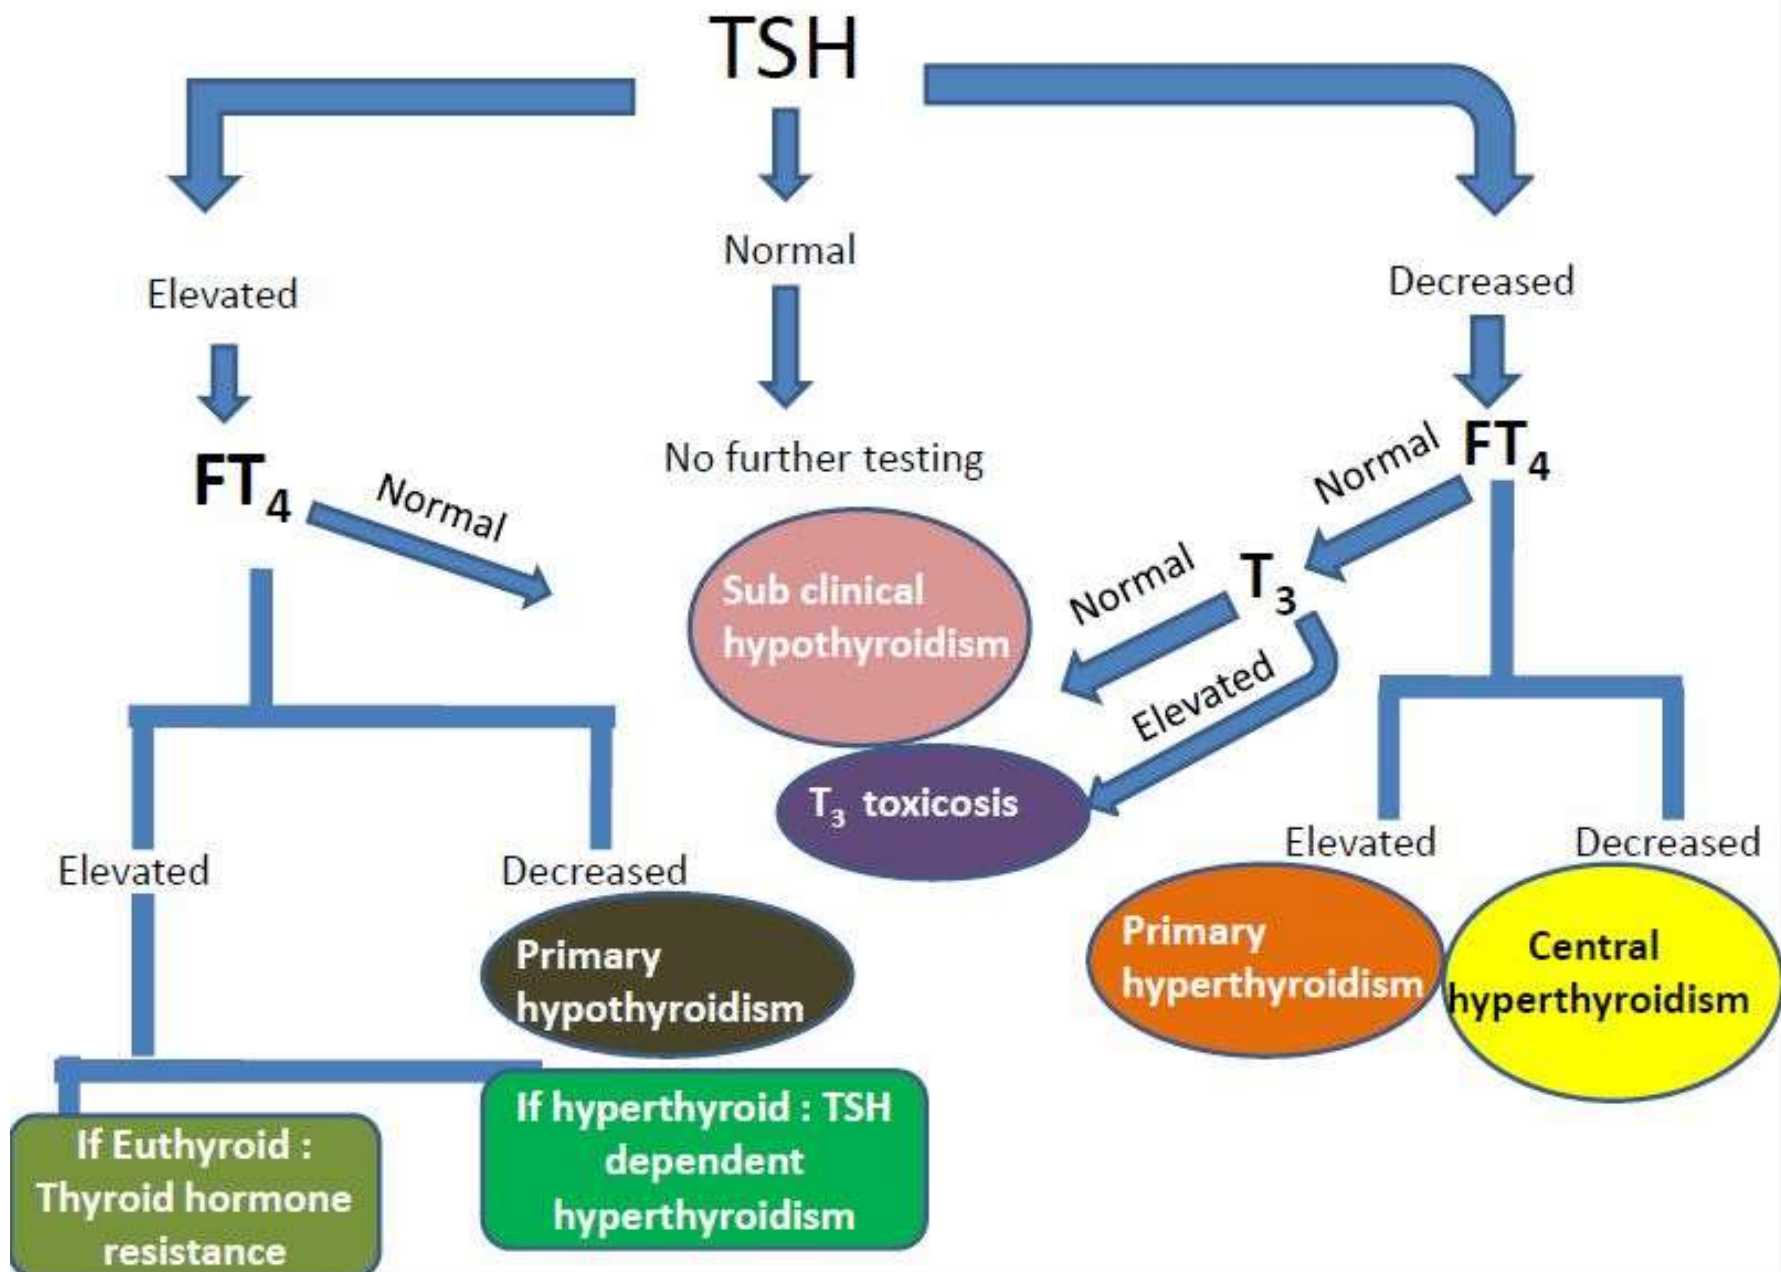 TSH
Elevated
Normal
Decreased
FT4
Normal
No further testing
Normal
FT4
Sub clinical
hypothyroidism
Normal
T3
Elevated
T3 toxicosis
Elevated
Decreased
Elevated
Decreased
Primary
hypothyroidism
Primary
hyperthyroidism
Central
hyperthyroidism
If Euthyroid :
Thyroid hormone
resistance
If hyperthyroid : TSH
dependent
hyperthyroidism